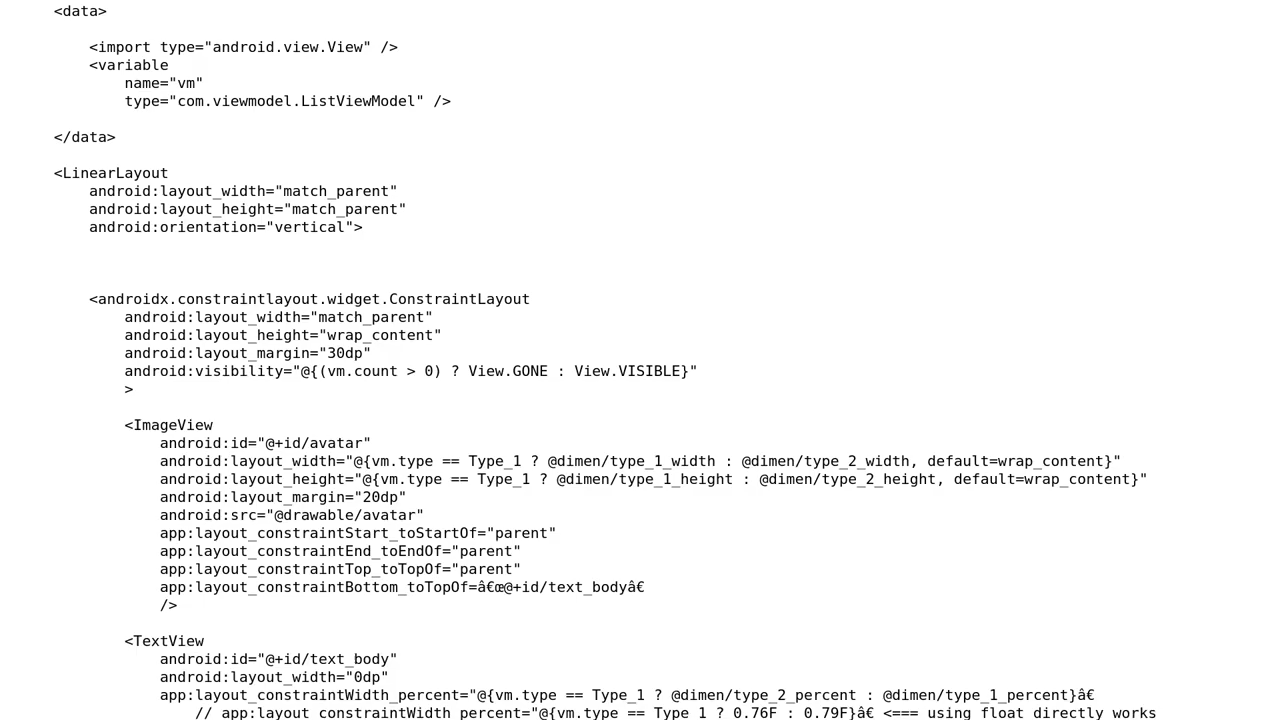 <data>
<import type="android.view.View" />
<variable
name="vm"
type="com.viewmodel.ListViewModel" />
</data>
<LinearLayout
android:layout_width="match_parent"
android:layout_height="match_parent"
android:orientation="vertical">
<androidx.constraintlayout.widget.ConstraintLayout
android:layout_width="match_parent"
android:layout_height="wrap_content"
android:layout_margin="30dp"
android:visibility="@{(vm.count > 0) ? View.GONE : View.VISIBLE}"
>
<ImageView
android:id="@+id/avatar"
android:layout_width="@{vm.type == Type_1 ? @dimen/type_1_width : @dimen/type_2_width, default=wrap_content}"
android:layout_height="@{vm.type == Type_1 ? @dimen/type_1_height : @dimen/type_2_height, default=wrap_content}"
android:layout_margin="20dp"
android:src="@drawable/avatar"
app:layout_constraintStart_toStartOf="parent"
app:layout_constraintEnd_toEndOf="parent"
app:layout_constraintTop_toTopOf="parent"
app:layout_constraintBottom_toTopOf=â€œ@+id/text_bodyâ€
/>
<TextView
android:id="@+id/text_body"
android:layout_width="0dp"
app:layout_constraintWidth_percent="@{vm.type == Type_1 ? @dimen/type_2_percent : @dimen/type_1_percent}â€
// app:layout_constraintWidth_percent="@{vm.type == Type_1 ? 0.76F : 0.79F}â€ <=== using float directly works